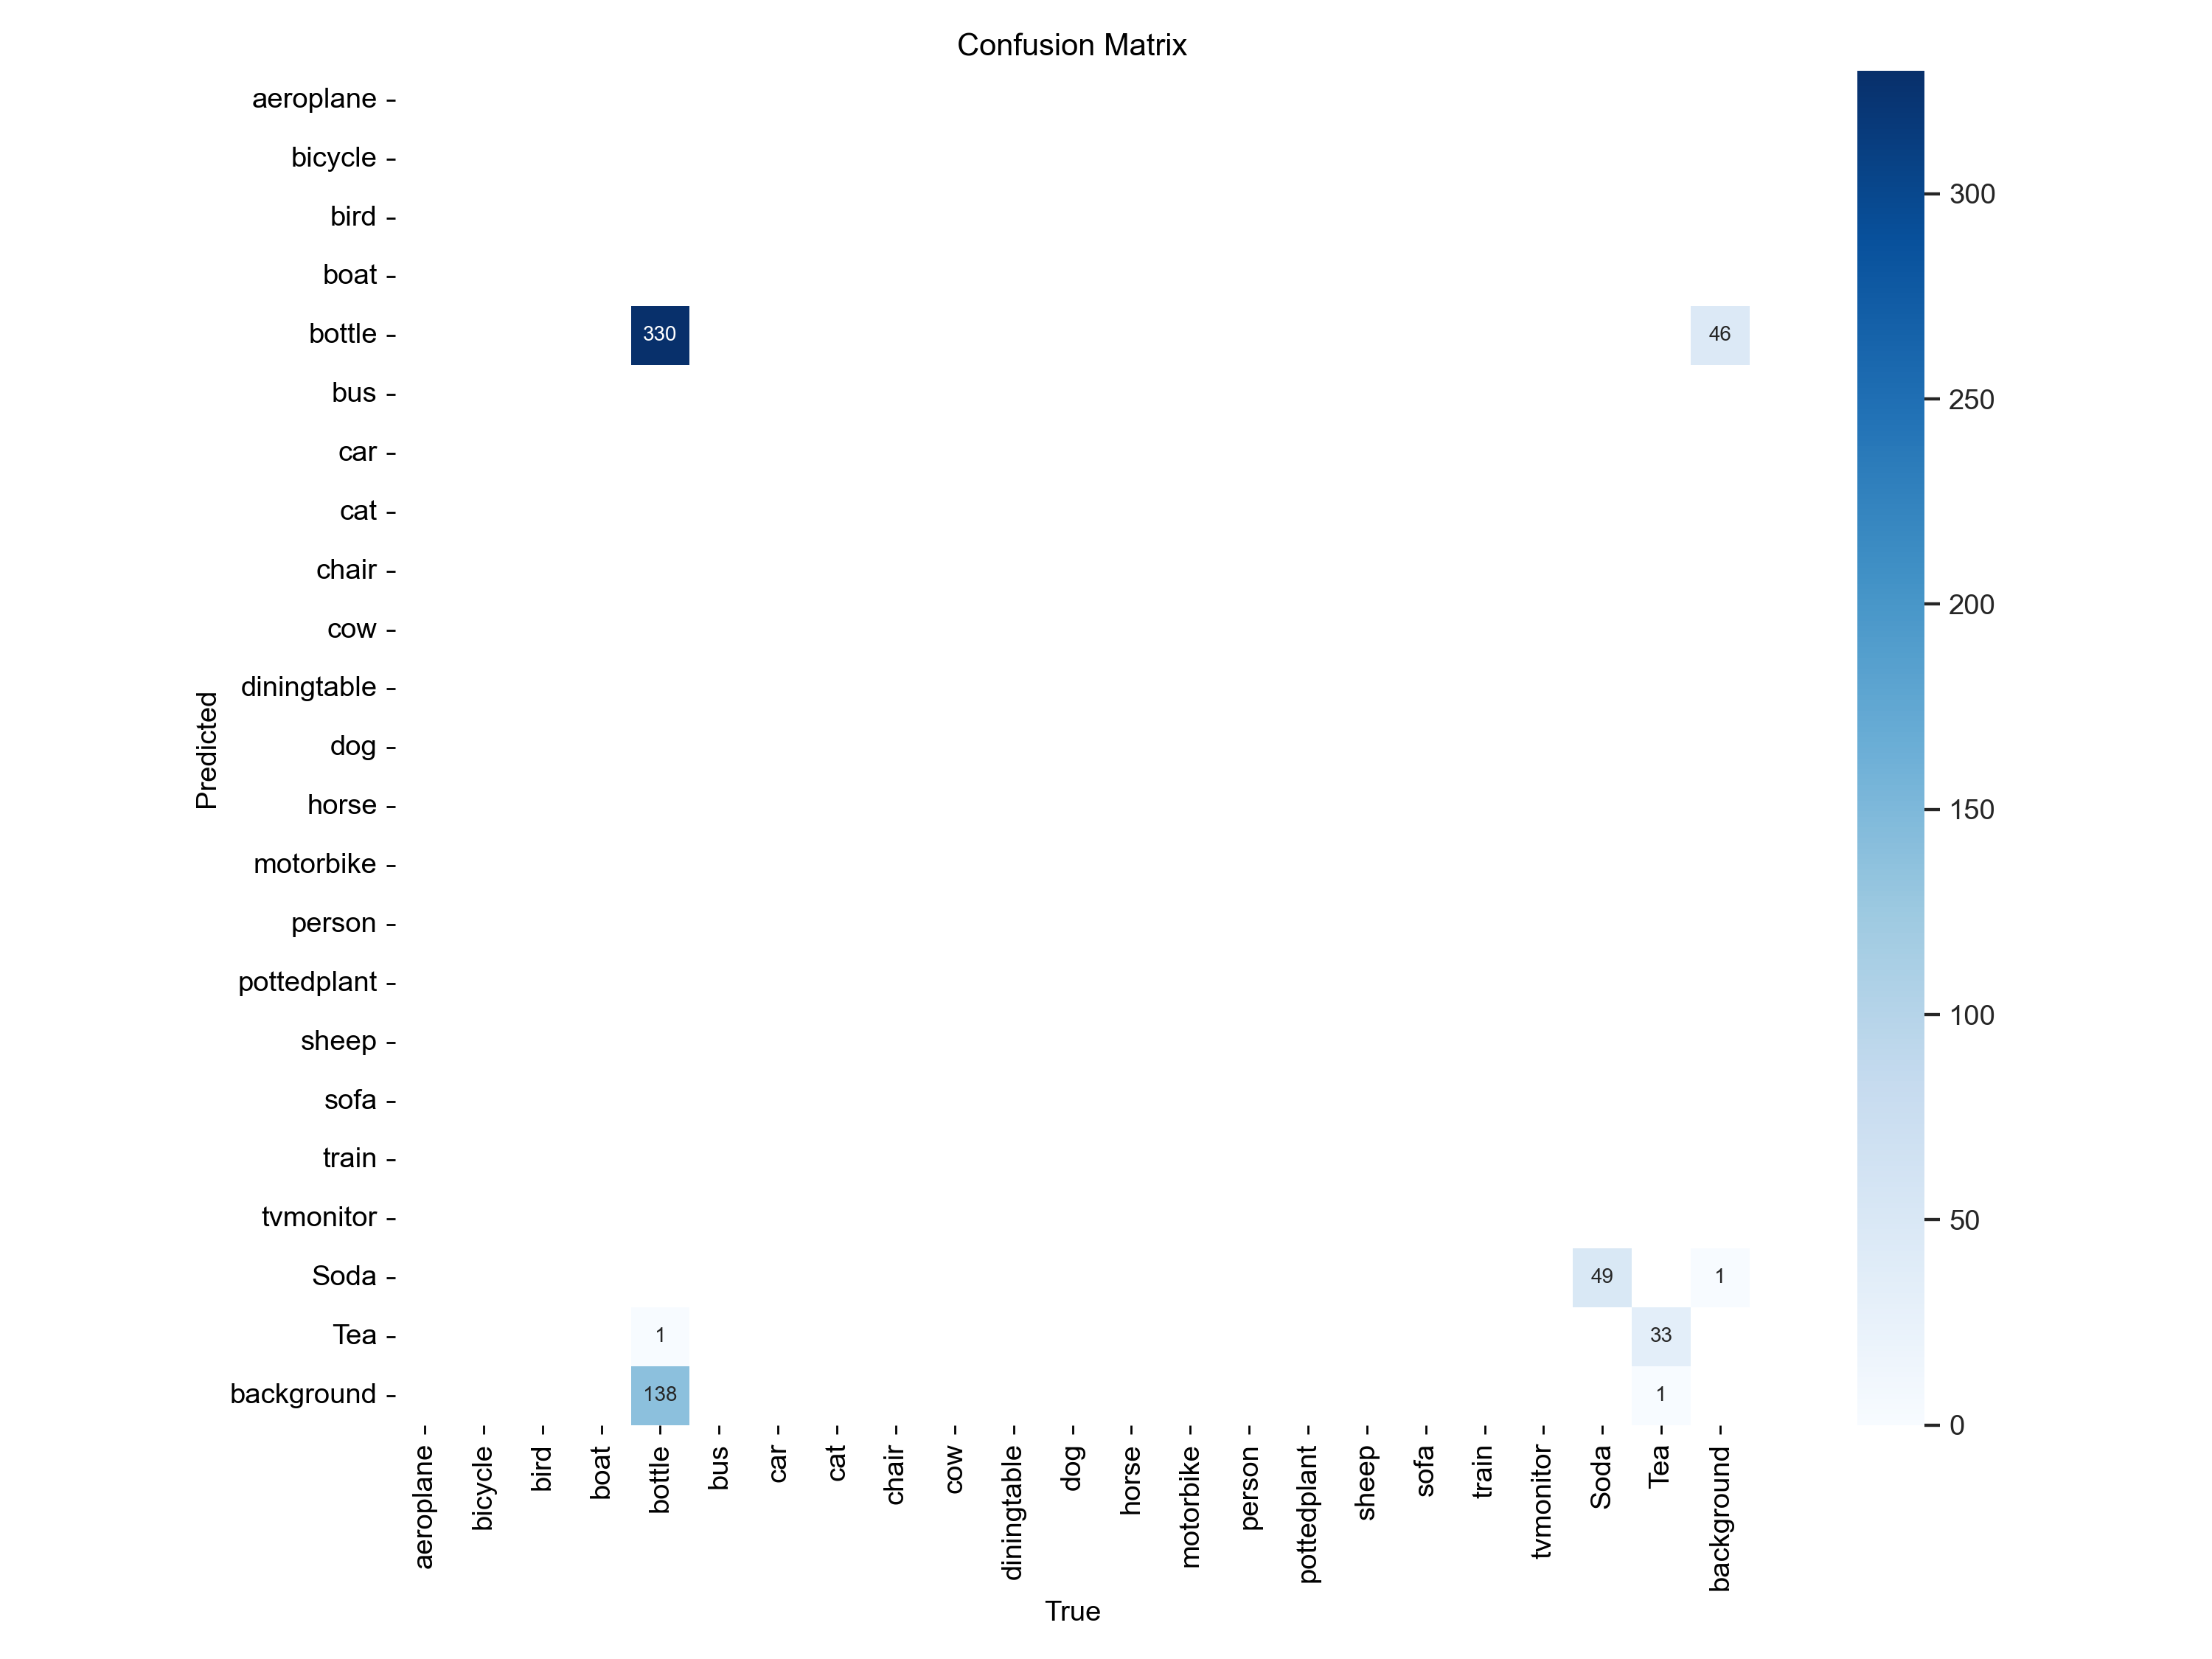 Confusion Matrix
aeroplane
bicycle
bird
boat
bottle
330
46
bus
car
cat
chair
cow
diningtable
dog
horse
motorbike
person
pottedplant
sheep
sofa
train
tvmonitor
Soda
49
1
Tea
1
33
background
138
1
Predicted
aeroplane
bicycle
bird
boat
bottle
bus
car
cat
chair
cow
diningtable
dog
horse
motorbike
person
pottedplant
sheep
sofa
train
tvmonitor
Soda
Tea
background
True
300
250
200
150
100
50
0